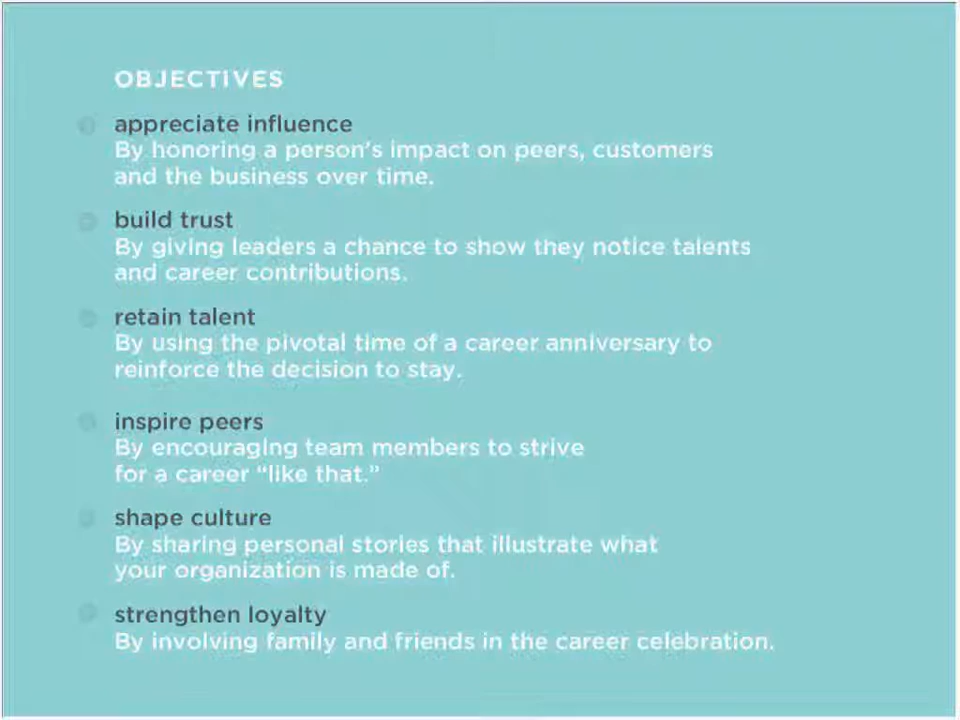 OBJECTIVES
appreciate influence
By honoring a person's impact on peers, customers
and the business over time.
build trust
By giving leaders a chance to show they notice talents
and career contributions.
retain talent
By using the pivotal time of a career anniversary to
reinforce the decision to stay.
inspire peers
By encouraging team members to strive
for a career “like that.”
shape culture
By sharing personal stories that illustrate what
your organization is made of.
strengthen loyalty
By involving family and friends in the career celebration.